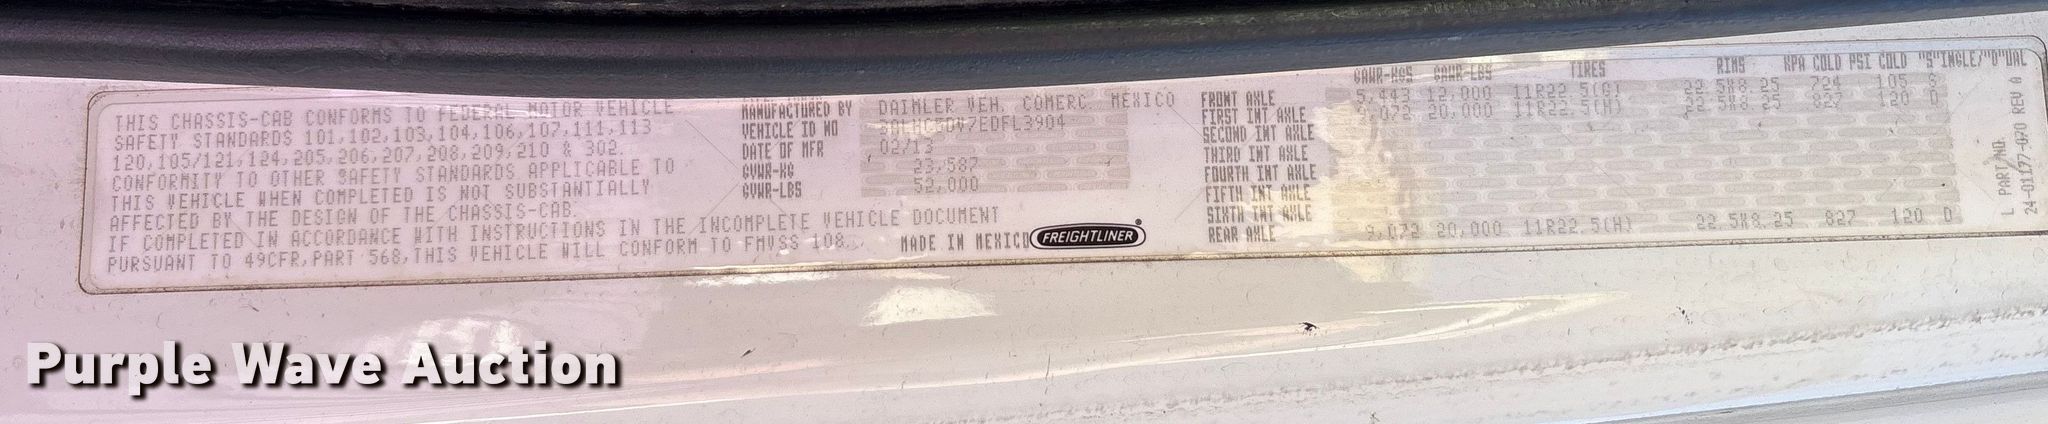 THIS CHASSIS-CAB CONFORMS TO FEDERAL MOTOR VEHICLE
SAFETY STANDARDS 101,102,103,104,106,107,111,113
120,105/121,124,205,206,207,208,209,210 & 302.
CONFORMITY TO OTHER SAFETY STANDARDS APPLICABLE TO
THIS VEHICLE WHEN COMPLETED IS NOT SUBSTANTIALLY
AFFECTED BY THE DESIGN OF THE CHASSIS-CAB.
IF COMPLETED IN ACCORDANCE WITH INSTRUCTIONS IN THE INCOMPLETE VEHICLE DOCUMENT
PURSUANT TO 49CFR,PART 568,THIS VEHICLE WILL CONFORM TO FMVSS 108.
MANUFACTURED BY DAIMLER VEH. COMERC. MEXICO
VEHICLE ID NO
DATE OF MFR 02/13
GVWR-KG 23,587
GVWR-LBS 52,000
MADE IN MEXICO
FREIGHTLINER®
GAWR-KGS GAWR-LBS TIRES RIMS KPA COLD PSI COLD "S"INGLE/"D"UAL
FRONT AXLE 5,443 12,000 11R22.5(G) 22.5X8.25 724 105 S
FIRST INT AXLE 9,072 20,000 11R22.5(H) 22.5X8.25 827 120 D
SECOND INT AXLE
THIRD INT AXLE
FOURTH INT AXLE
FIFTH INT AXLE
SIXTH INT AXLE
REAR AXLE 9,072 20,000 11R22.5(H) 22.5X8.25 827 120 D
L PART NO.
24-01177-070 REV A
Purple Wave Auction